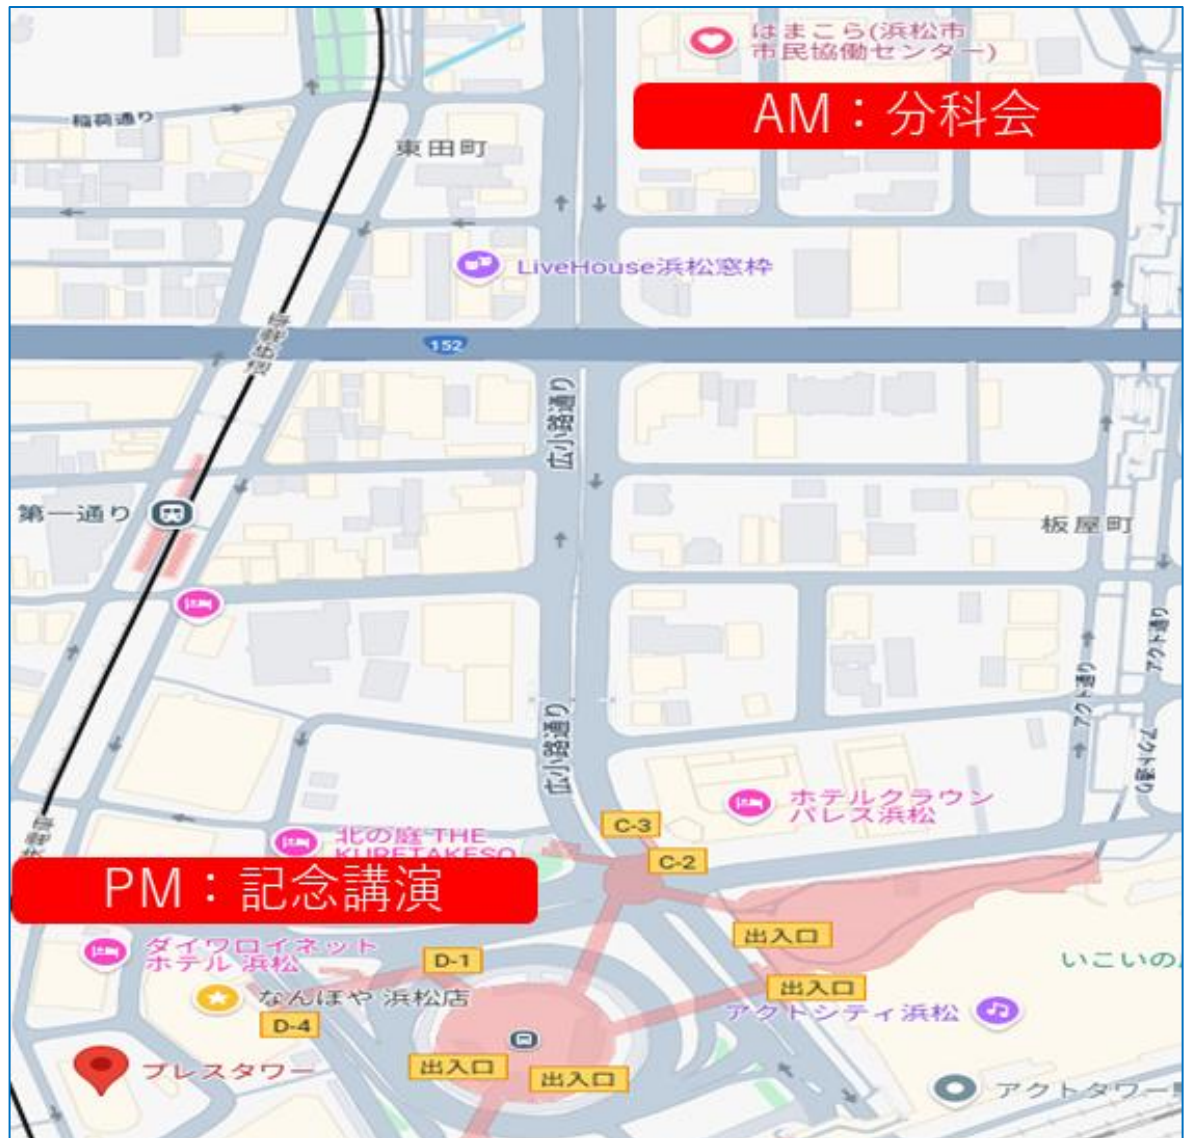 はまこら(浜松市
市民協働センター)
AM：分科会
稲荷通り
東田町
LiveHouse浜松窓枠
152
広小路通り
第一通り
板屋町
アクト通り
アクト通り
アクト通り
広小路通り
ホテルクラウン
パレス浜松
C-3
北の庭 THE
KURETAKESO
C-2
PM：記念講演
出入口
ダイワロイネット
ホテル 浜松
D-1
いこいの
出入口
なんぼや 浜松店
アクトシティ浜松
D-4
出入口
出入口
プレスタワー
アクトタワー